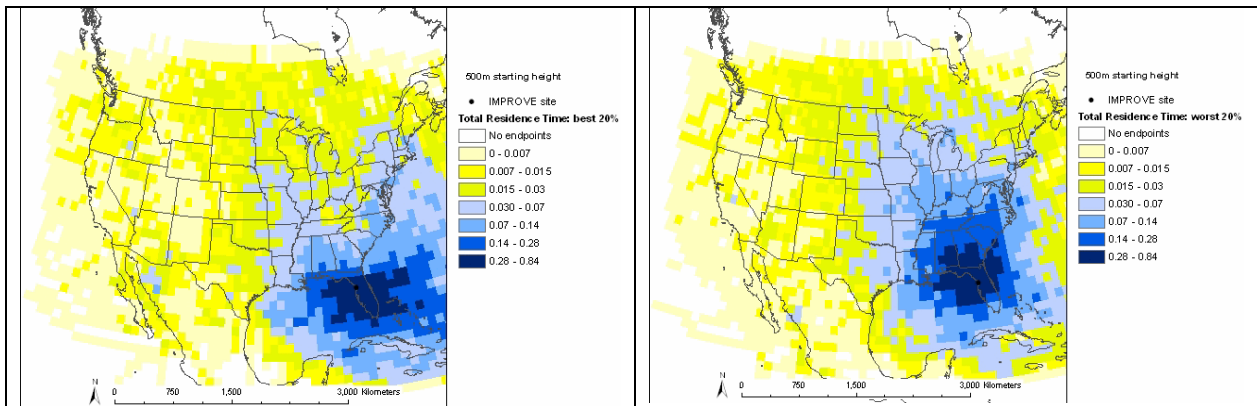 500m starting height
IMPROVE site
Total Residence Time: best 20%
No endpoints
0 - 0.007
0.007 - 0.015
0.015 - 0.03
0.030 - 0.07
0.07 - 0.14
0.14 - 0.28
0.28 - 0.84
N
0 750 1,500 3,000 Kilometers
500m starting height
IMPROVE site
Total Residence Time: worst 20%
No endpoints
0 - 0.007
0.007 - 0.015
0.015 - 0.03
0.030 - 0.07
0.07 - 0.14
0.14 - 0.28
0.28 - 0.84
N
0 750 1,500 3,000 Kilometers